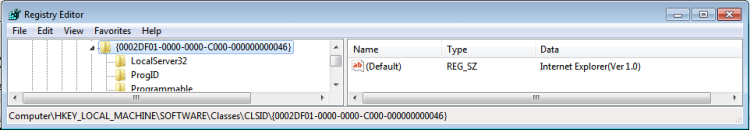 Registry Editor
File Edit View Favorites Help
{0002DF01-0000-0000-C000-000000000046}
LocalServer32
ProgID
Programmable
Name Type Data
(Default) REG_SZ Internet Explorer(Ver 1.0)
Computer\HKEY_LOCAL_MACHINE\SOFTWARE\Classes\CLSID\{0002DF01-0000-0000-C000-000000000046}